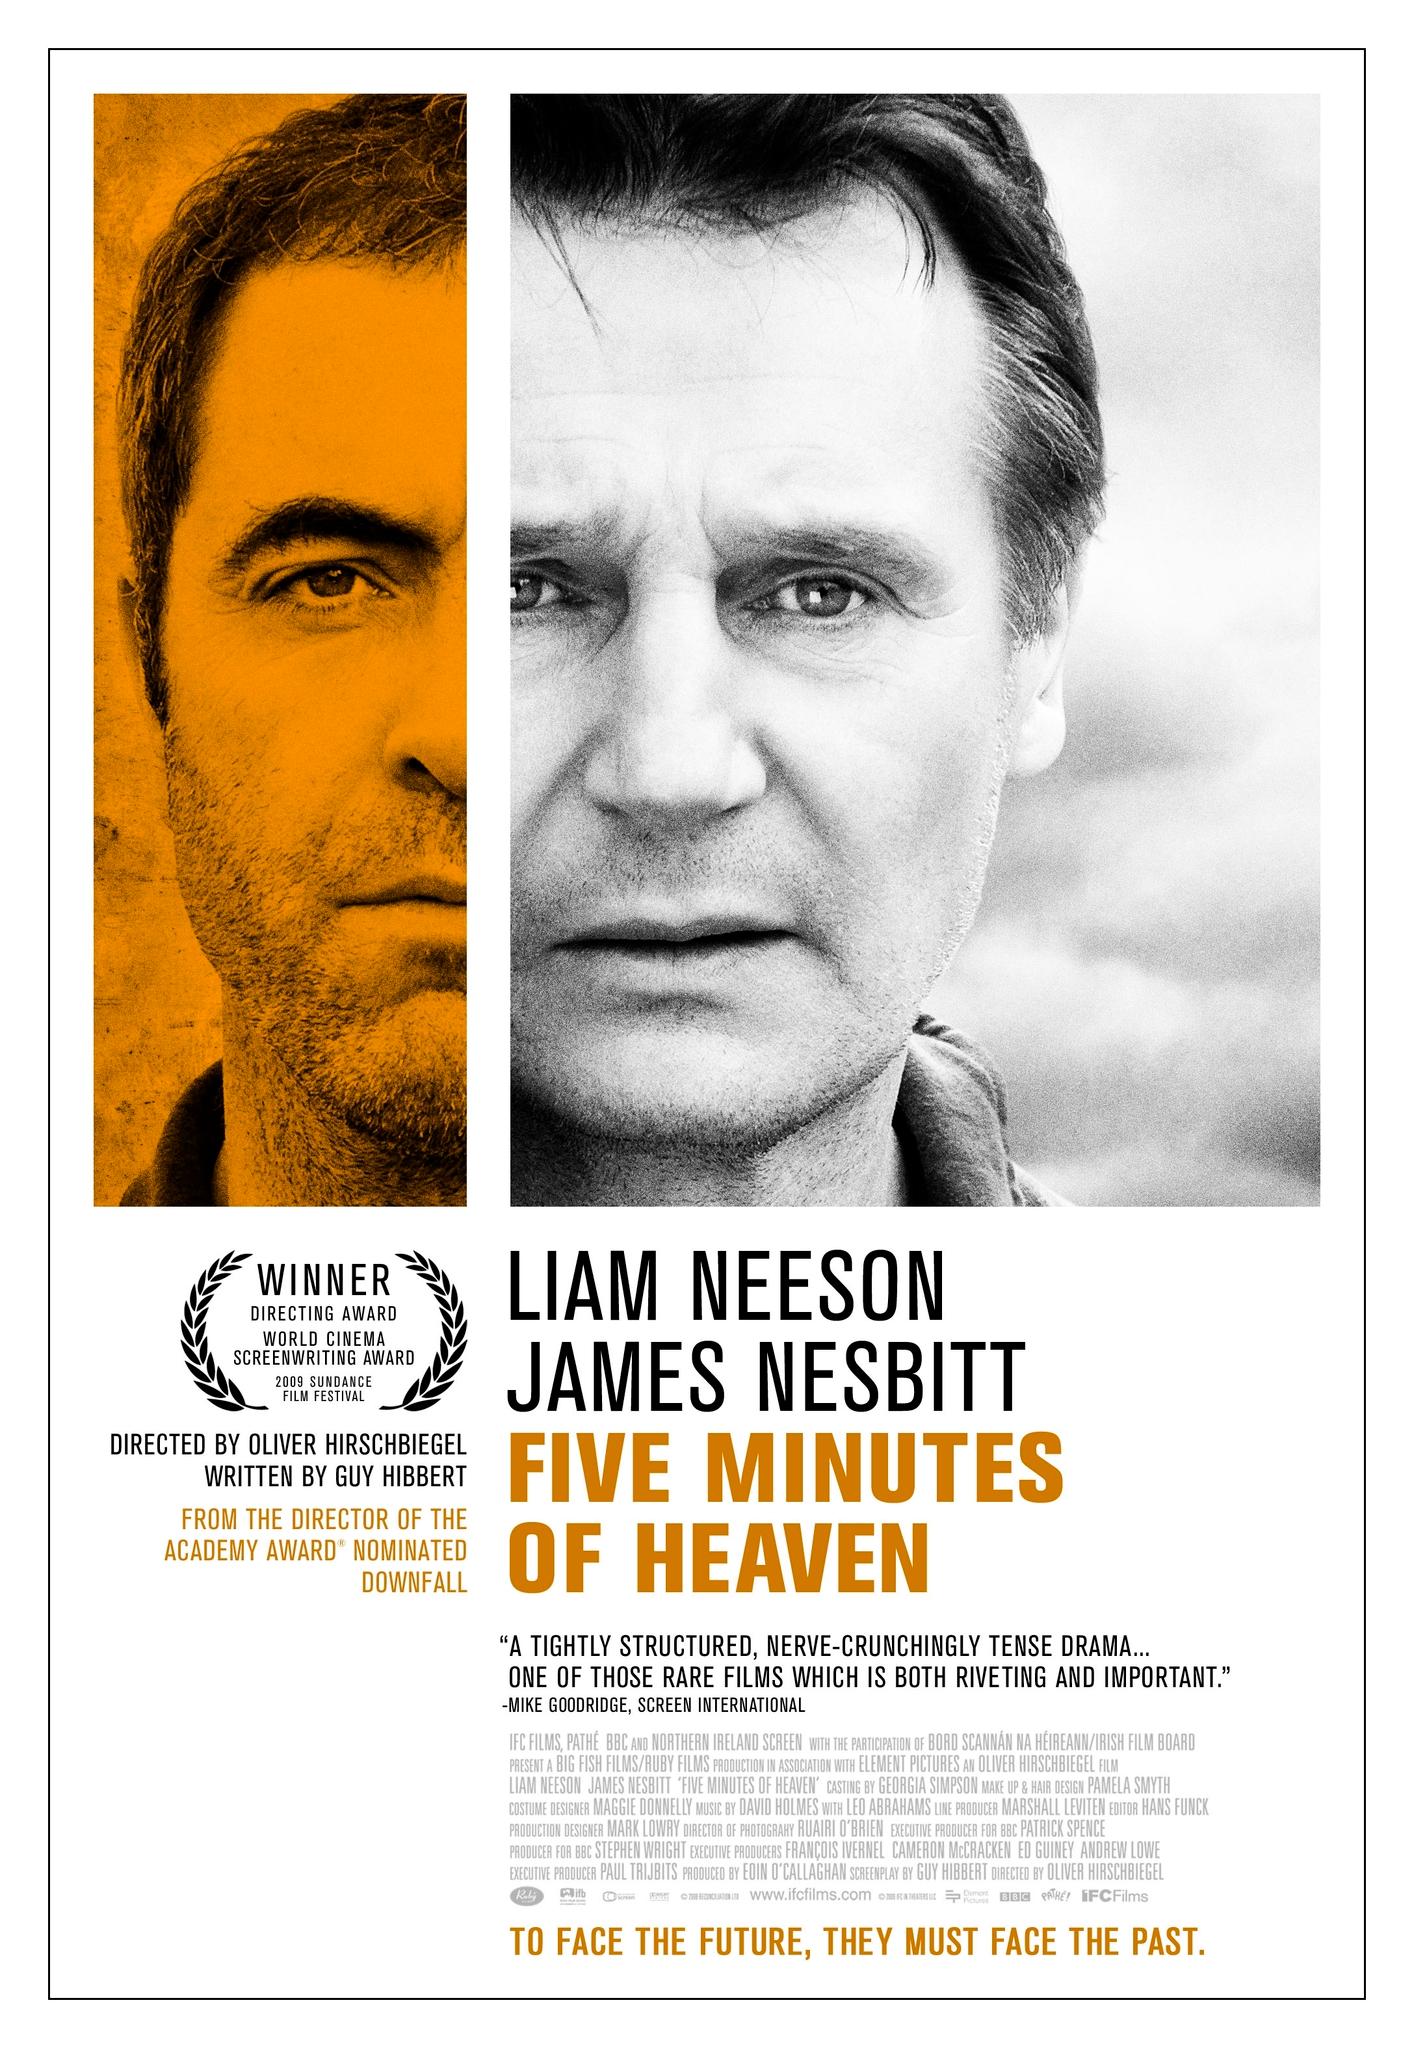 WINNER
DIRECTING AWARD
WORLD CINEMA
SCREENWRITING AWARD
2009 SUNDANCE
FILM FESTIVAL
DIRECTED BY OLIVER HIRSCHBIEGEL
WRITTEN BY GUY HIBBERT
FROM THE DIRECTOR OF THE
ACADEMY AWARD® NOMINATED
DOWNFALL
LIAM NEESON
JAMES NESBITT
FIVE MINUTES
OF HEAVEN
“A TIGHTLY STRUCTURED, NERVE-CRUNCHINGLY TENSE DRAMA...
ONE OF THOSE RARE FILMS WHICH IS BOTH RIVETING AND IMPORTANT.”
-MIKE GOODRIDGE, SCREEN INTERNATIONAL
IFC FILMS, PATHÉ BBC AND NORTHERN IRELAND SCREEN WITH THE PARTICIPATION OF BORD SCANNÁN NA HÉIREANN/IRISH FILM BOARD
PRESENT A BIG FISH FILMS/RUBY FILMS PRODUCTION IN ASSOCIATION WITH ELEMENT PICTURES AN OLIVER HIRSCHBIEGEL FILM
LIAM NEESON JAMES NESBITT 'FIVE MINUTES OF HEAVEN' CASTING BY GEORGIA SIMPSON MAKE UP & HAIR DESIGN PAMELA SMYTH
COSTUME DESIGNER MAGGIE DONNELLY MUSIC BY DAVID HOLMES WITH LEO ABRAHAMS LINE PRODUCER MARSHALL LEVITEN EDITOR HANS FUNCK
PRODUCTION DESIGNER MARK LOWRY DIRECTOR OF PHOTOGRAHY RUAIRI O'BRIEN EXECUTIVE PRODUCER FOR BBC PATRICK SPENCE
PRODUCER FOR BBC STEPHEN WRIGHT EXECUTIVE PRODUCERS FRANÇOIS IVERNEL CAMERON McCRACKEN ED GUINEY ANDREW LOWE
EXECUTIVE PRODUCER PAUL TRIJBITS PRODUCED BY EOIN O'CALLAGHAN SCREENPLAY BY GUY HIBBERT DIRECTED BY OLIVER HIRSCHBIEGEL
Ruby ifb screen www.ifcfilms.com Element Pictures BBC PATHÉ! IFC Films
TO FACE THE FUTURE, THEY MUST FACE THE PAST.